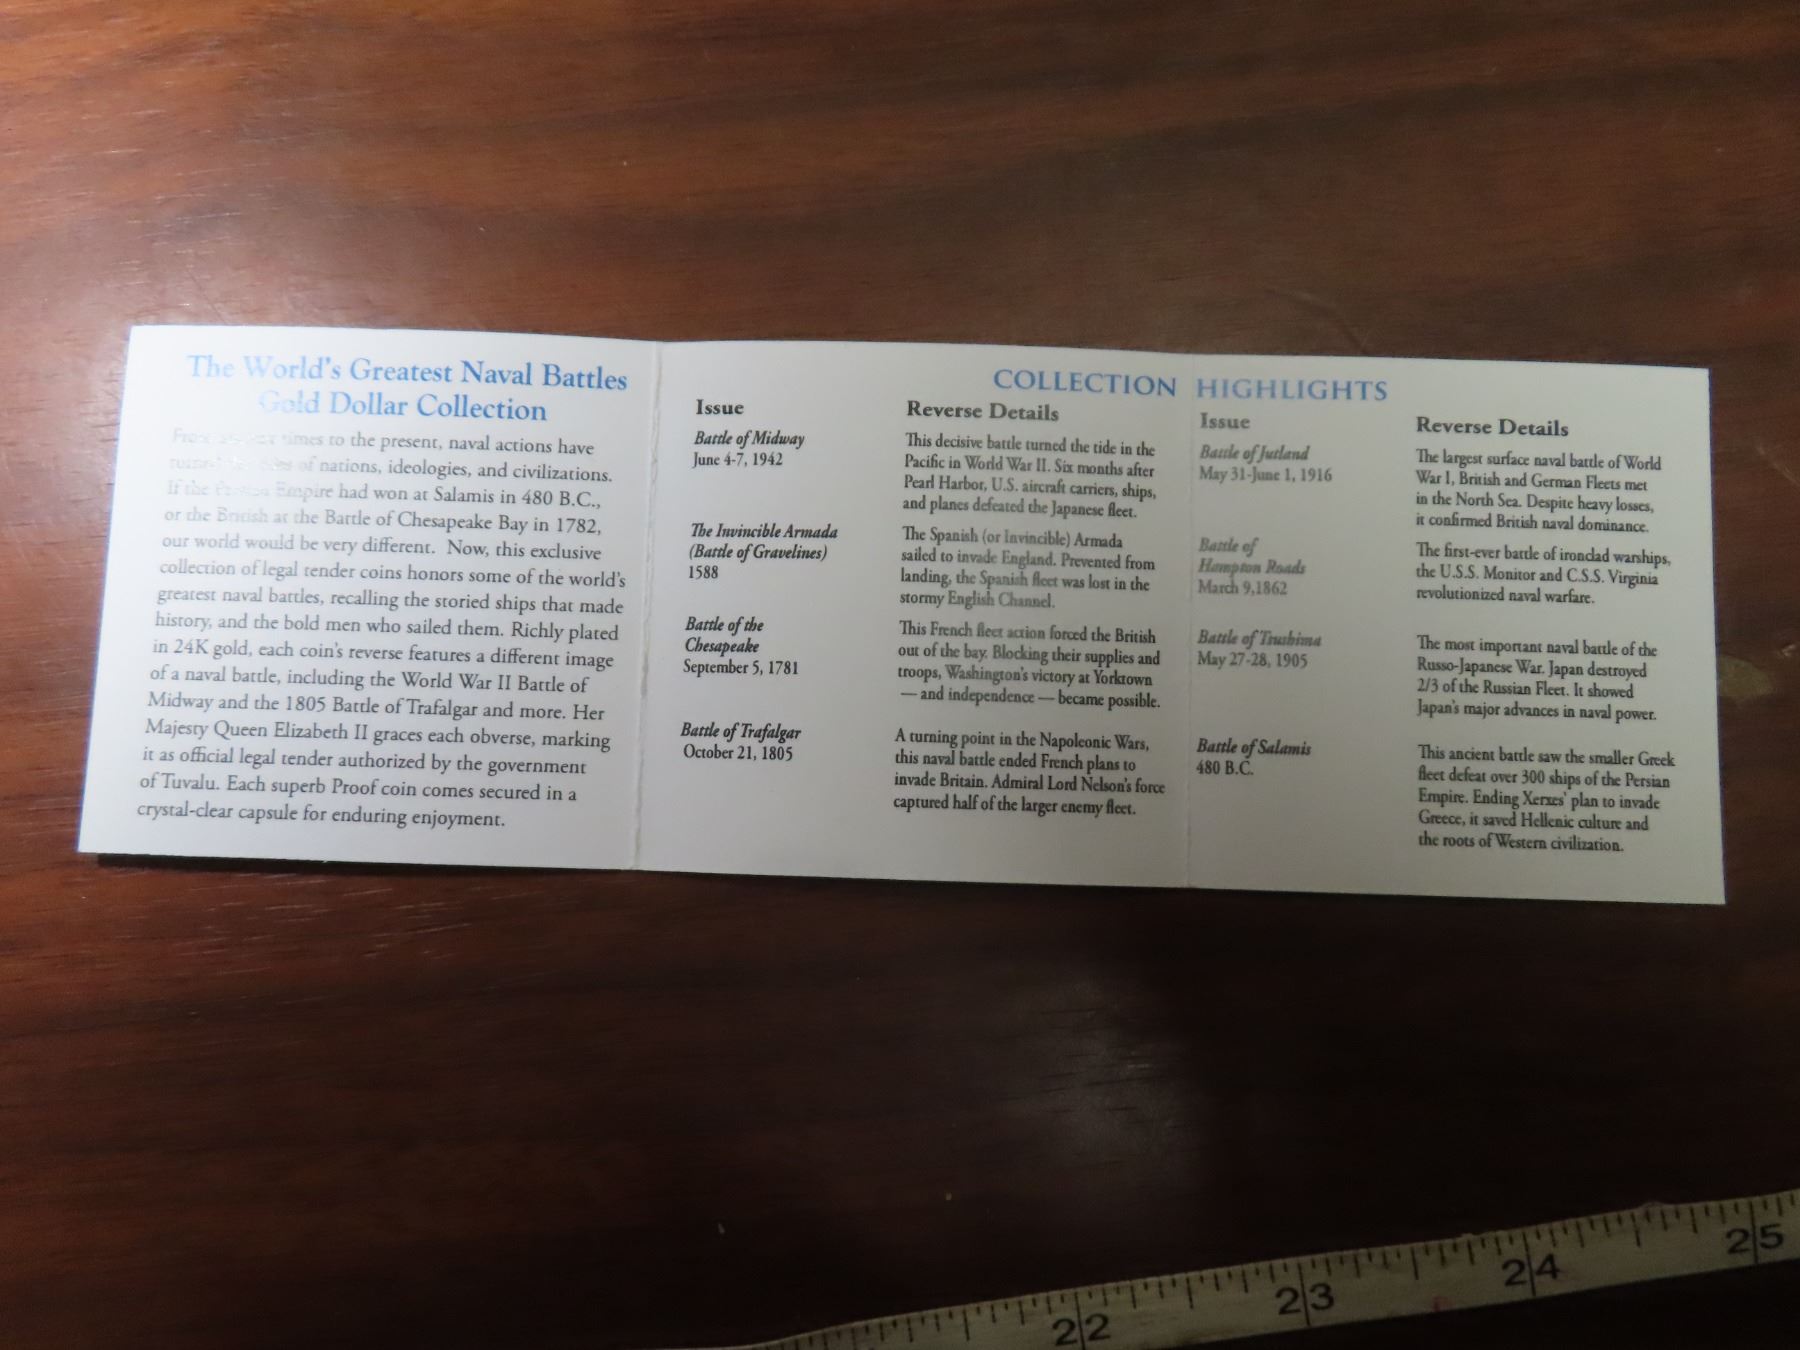 The World's Greatest Naval Battles
Gold Dollar Collection
From times to the present, naval actions have
turned the of nations, ideologies, and civilizations.
If the Persian Empire had won at Salamis in 480 B.C.,
or the British at the Battle of Chesapeake Bay in 1782,
our world would be very different. Now, this exclusive
collection of legal tender coins honors some of the world's
greatest naval battles, recalling the storied ships that made
history, and the bold men who sailed them. Richly plated
in 24K gold, each coin's reverse features a different image
of a naval battle, including the World War II Battle of
Midway and the 1805 Battle of Trafalgar and more. Her
Majesty Queen Elizabeth II graces each obverse, marking
it as official legal tender authorized by the government
of Tuvalu. Each superb Proof coin comes secured in a
crystal-clear capsule for enduring enjoyment.
COLLECTION HIGHLIGHTS
Issue
Reverse Details
Battle of Midway
June 4-7, 1942
This decisive battle turned the tide in the
Pacific in World War II. Six months after
Pearl Harbor, U.S. aircraft carriers, ships,
and planes defeated the Japanese fleet.
The Invincible Armada
(Battle of Gravelines)
1588
The Spanish (or Invincible) Armada
sailed to invade England. Prevented from
landing, the Spanish fleet was lost in the
stormy English Channel.
Battle of the
Chesapeake
September 5, 1781
This French fleet action forced the British
out of the bay. Blocking their supplies and
troops, Washington's victory at Yorktown
— and independence — became possible.
Battle of Trafalgar
October 21, 1805
A turning point in the Napoleonic Wars,
this naval battle ended French plans to
invade Britain. Admiral Lord Nelson's force
captured half of the larger enemy fleet.
Issue
Reverse Details
Battle of Jutland
May 31-June 1, 1916
The largest surface naval battle of World
War I, British and German Fleets met
in the North Sea. Despite heavy losses,
it confirmed British naval dominance.
Battle of
Hampton Roads
March 9,1862
The first-ever battle of ironclad warships,
the U.S.S. Monitor and C.S.S. Virginia
revolutionized naval warfare.
Battle of Tsushima
May 27-28, 1905
The most important naval battle of the
Russo-Japanese War. Japan destroyed
2/3 of the Russian Fleet. It showed
Japan's major advances in naval power.
Battle of Salamis
480 B.C.
This ancient battle saw the smaller Greek
fleet defeat over 300 ships of the Persian
Empire. Ending Xerxes' plan to invade
Greece, it saved Hellenic culture and
the roots of Western civilization.
22
23
24
25